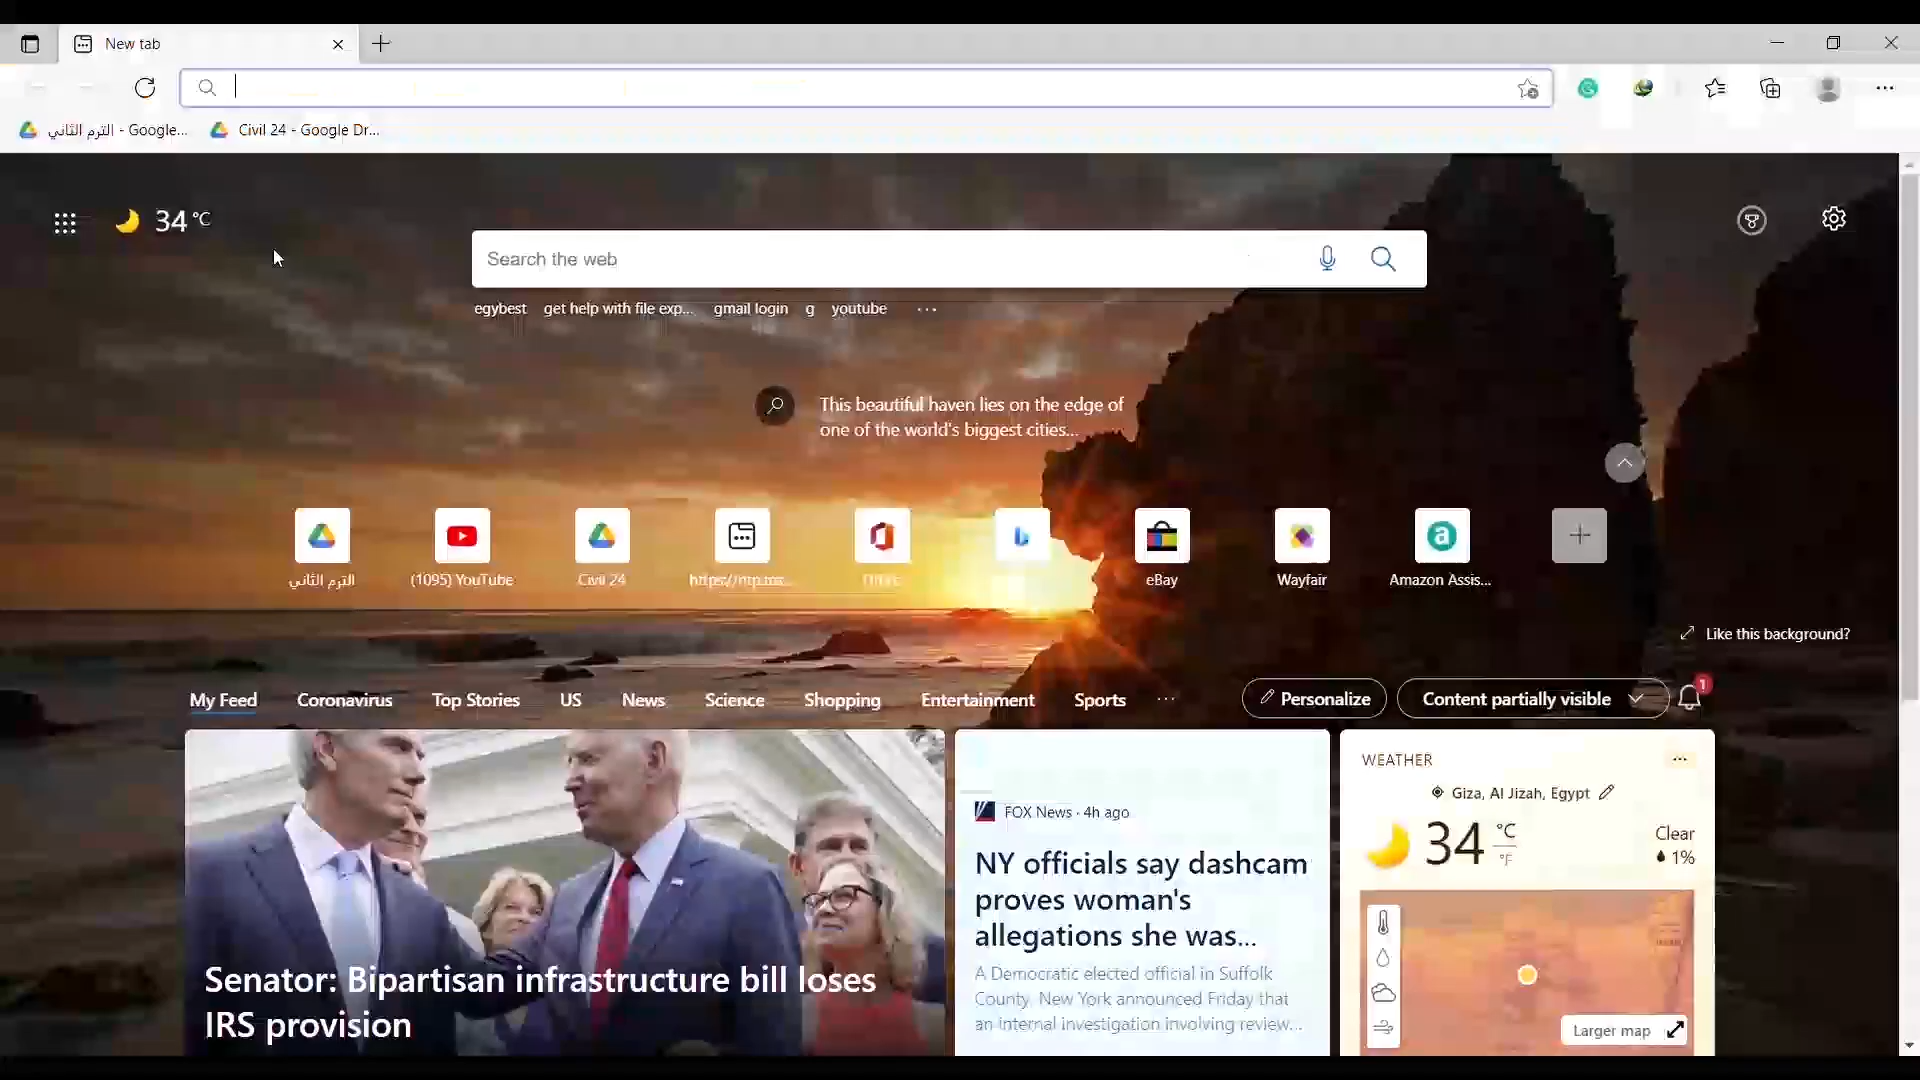 New tab
الترم الثاني - Google...
Civil 24 - Google Dr...
34 °C
Search the web
egybest
get help with file exp...
gmail login
g
youtube
This beautiful haven lies on the edge of
one of the world's biggest cities...
الترم الثاني
(1095) YouTube
Civil 24
https://ntp.ms...
Office
eBay
Wayfair
Amazon Assis...
Like this background?
My Feed
Coronavirus
Top Stories
US
News
Science
Shopping
Entertainment
Sports
Personalize
Content partially visible
1
Senator: Bipartisan infrastructure bill loses
IRS provision
FOX News · 4h ago
NY officials say dashcam
proves woman's
allegations she was...
A Democratic elected official in Suffolk
County, New York announced Friday that
an internal investigation involving review...
WEATHER
Giza, Al Jizah, Egypt
34 °C
°F
Clear
1%
Larger map